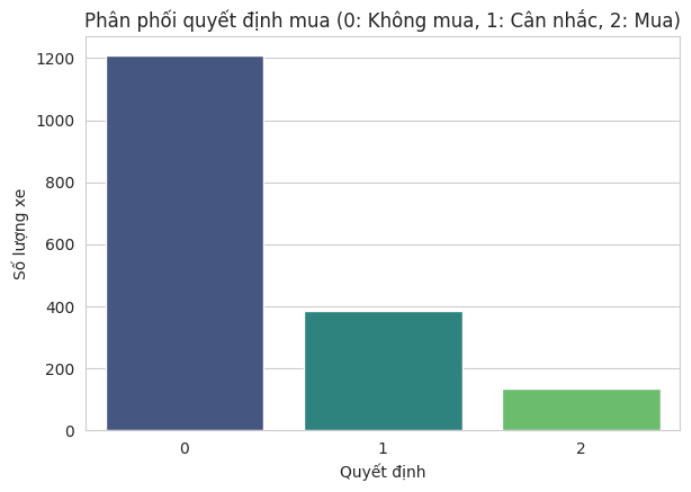 Phân phối quyết định mua (0: Không mua, 1: Cân nhắc, 2: Mua)
Số lượng xe
1200
1000
800
600
400
200
0
0 1 2
Quyết định